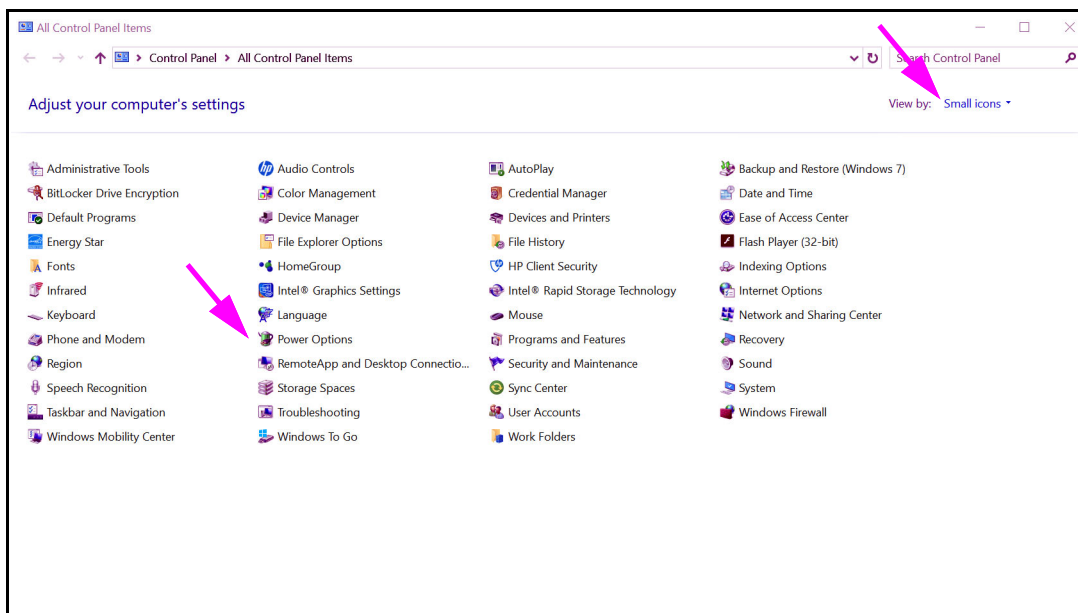 All Control Panel Items
Control Panel > All Control Panel Items
Search Control Panel
Adjust your computer's settings
View by: Small icons
Administrative Tools
Audio Controls
AutoPlay
Backup and Restore (Windows 7)
BitLocker Drive Encryption
Color Management
Credential Manager
Date and Time
Default Programs
Device Manager
Devices and Printers
Ease of Access Center
Energy Star
File Explorer Options
File History
Flash Player (32-bit)
Fonts
HomeGroup
HP Client Security
Indexing Options
Infrared
Intel® Graphics Settings
Intel® Rapid Storage Technology
Internet Options
Keyboard
Language
Mouse
Network and Sharing Center
Phone and Modem
Power Options
Programs and Features
Recovery
Region
RemoteApp and Desktop Connectio...
Security and Maintenance
Sound
Speech Recognition
Storage Spaces
Sync Center
System
Taskbar and Navigation
Troubleshooting
User Accounts
Windows Firewall
Windows Mobility Center
Windows To Go
Work Folders